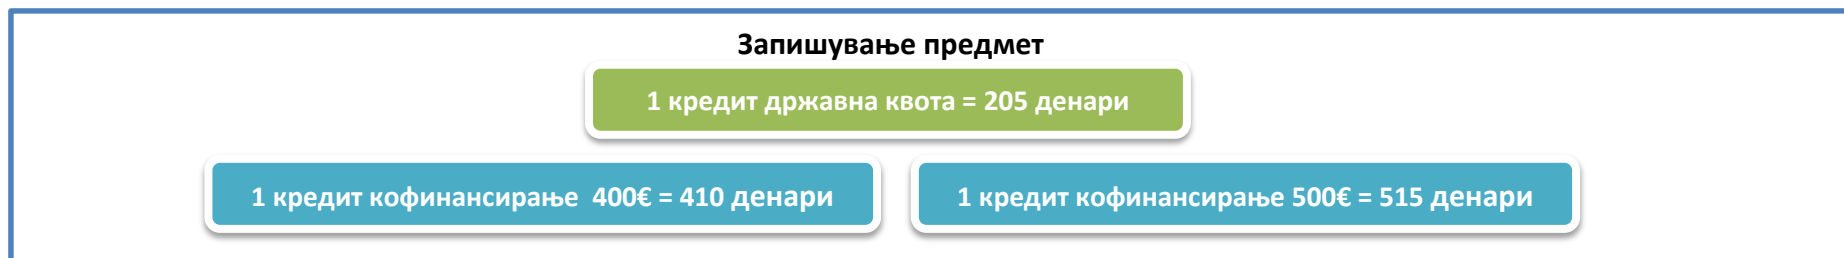 Запишување предмет
1 кредит државна квота = 205 денари
1 кредит кофинансирање 400€ = 410 денари
1 кредит кофинансирање 500€ = 515 денари